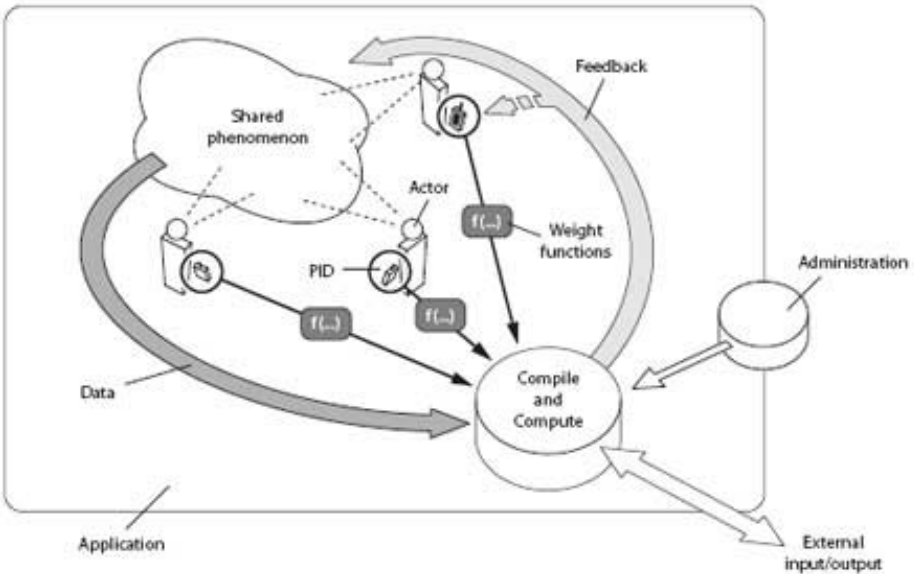 Feedback
Shared
phenomenon
Actor
f(...)
Weight
functions
PID
Administration
f(...)
f(...)
Compile
and
Compute
Data
Application
External
input/output